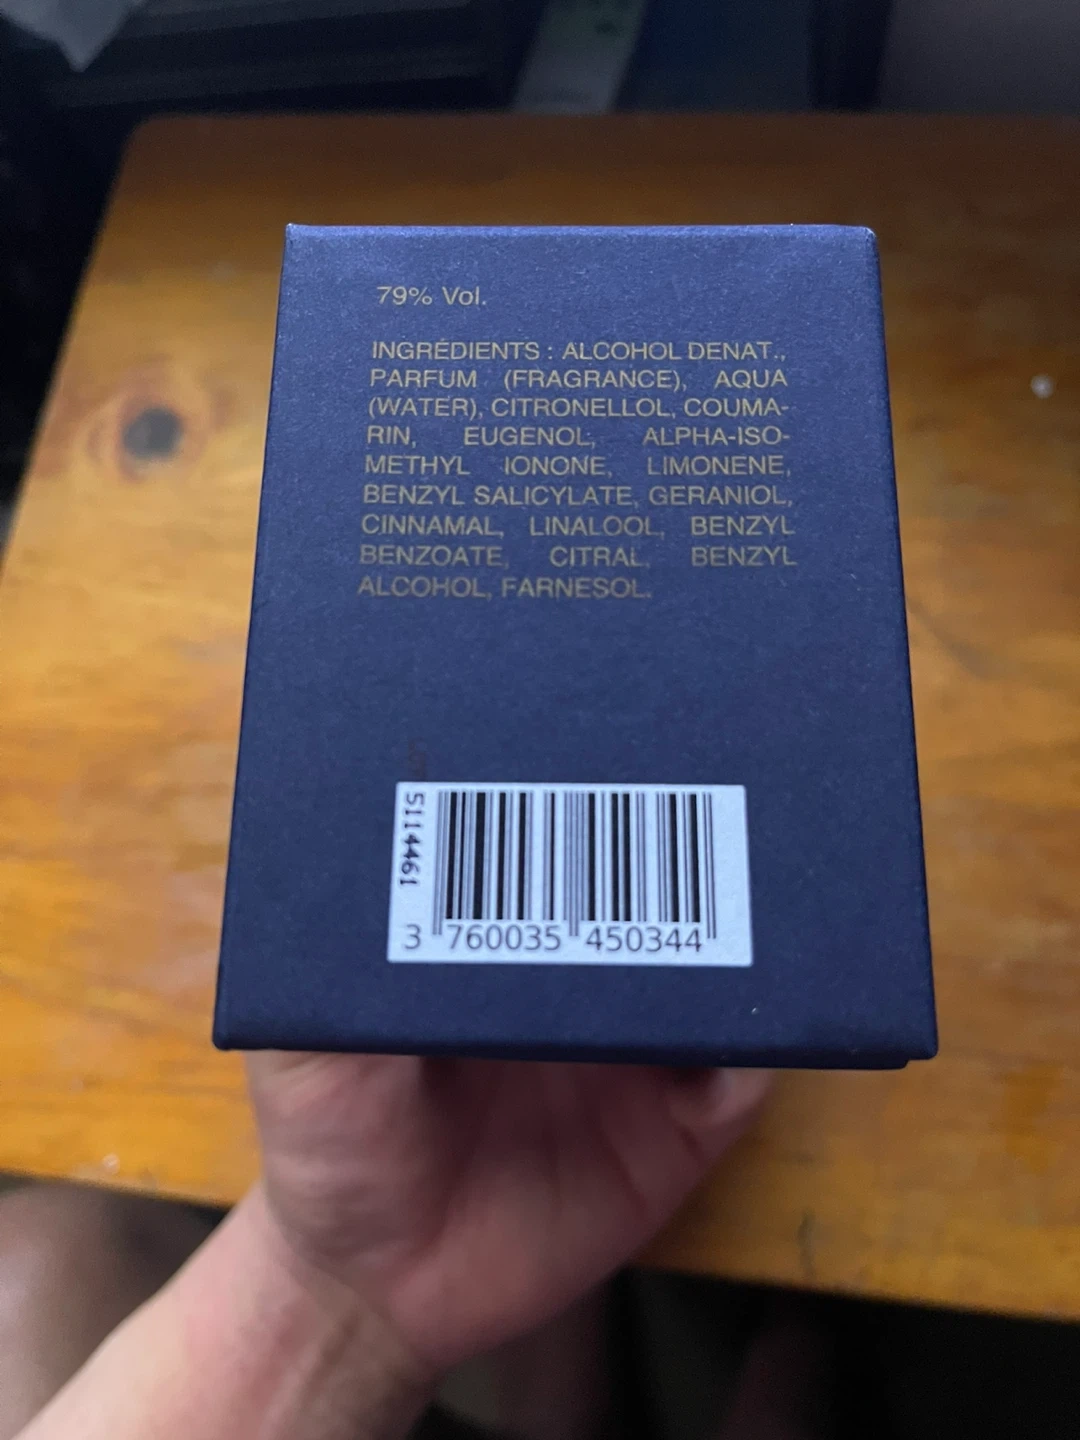 79% Vol.
INGRÉDIENTS : ALCOHOL DENAT.,
PARFUM (FRAGRANCE), AQUA
(WATER), CITRONELLOL, COUMA-
RIN, EUGENOL, ALPHA-ISO-
METHYL IONONE, LIMONENE,
BENZYL SALICYLATE, GERANIOL,
CINNAMAL, LINALOOL, BENZYL
BENZOATE, CITRAL, BENZYL
ALCOHOL, FARNESOL.
5114461
3 760035 450344